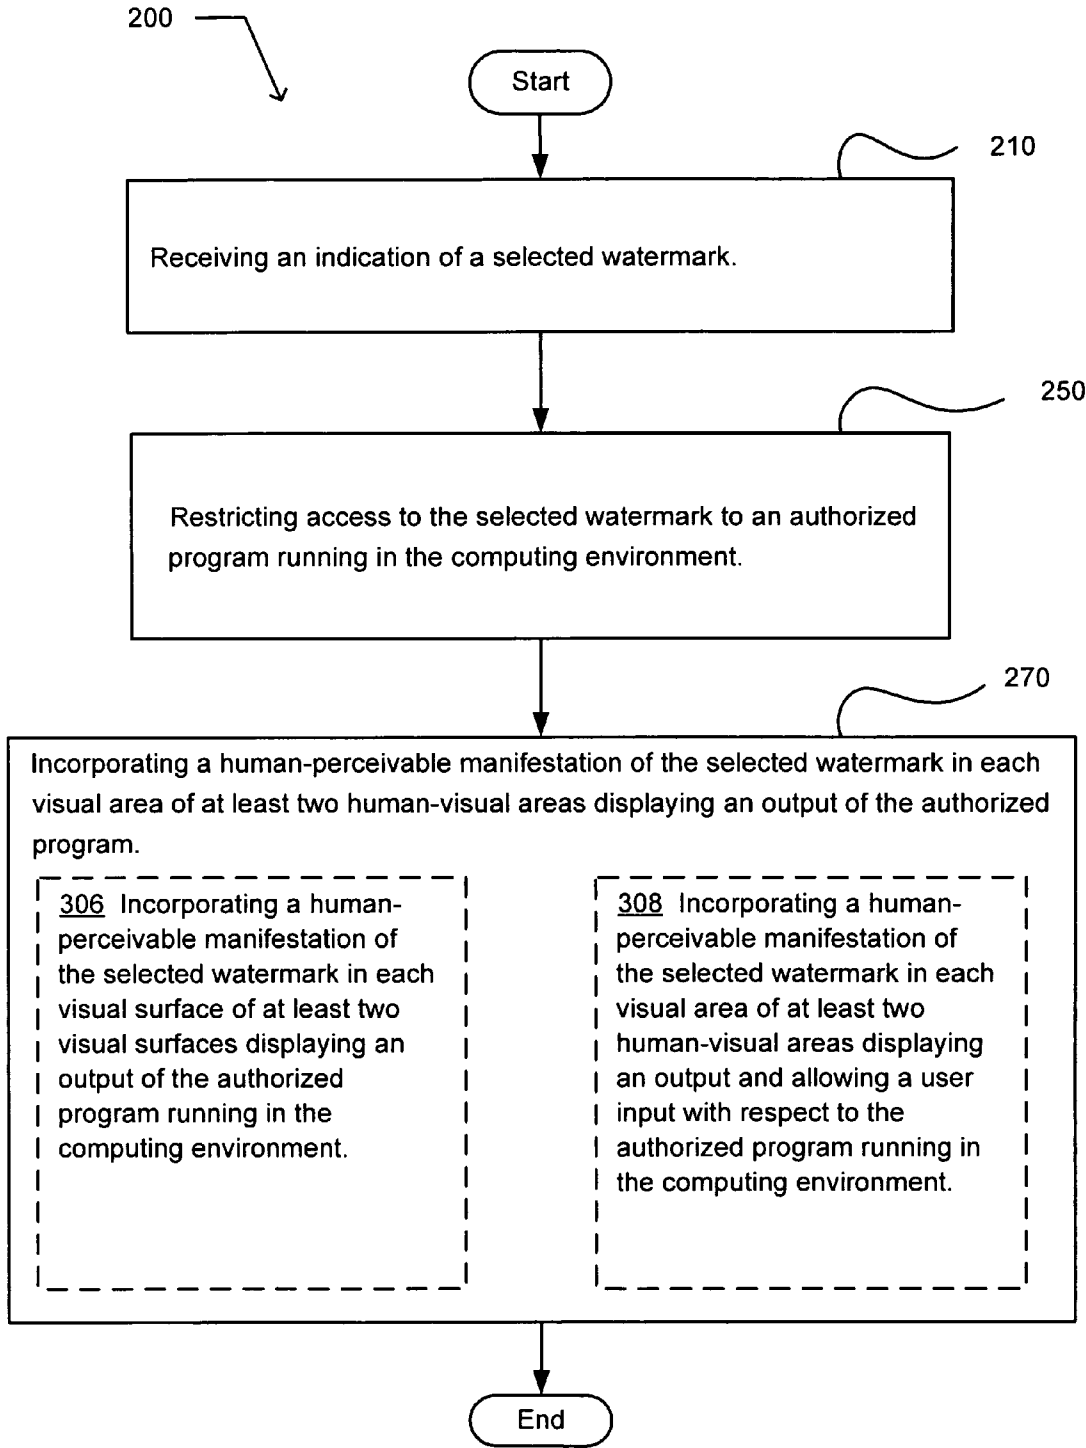 200
Start
210
Receiving an indication of a selected watermark.
250
Restricting access to the selected watermark to an authorized
program running in the computing environment.
270
Incorporating a human-perceivable manifestation of the selected watermark in each
visual area of at least two human-visual areas displaying an output of the authorized
program.
306 Incorporating a human-
perceivable manifestation of
the selected watermark in each
visual surface of at least two
visual surfaces displaying an
output of the authorized
program running in the
computing environment.
308 Incorporating a human-
perceivable manifestation of
the selected watermark in each
visual area of at least two
human-visual areas displaying
an output and allowing a user
input with respect to the
authorized program running in
the computing environment.
End